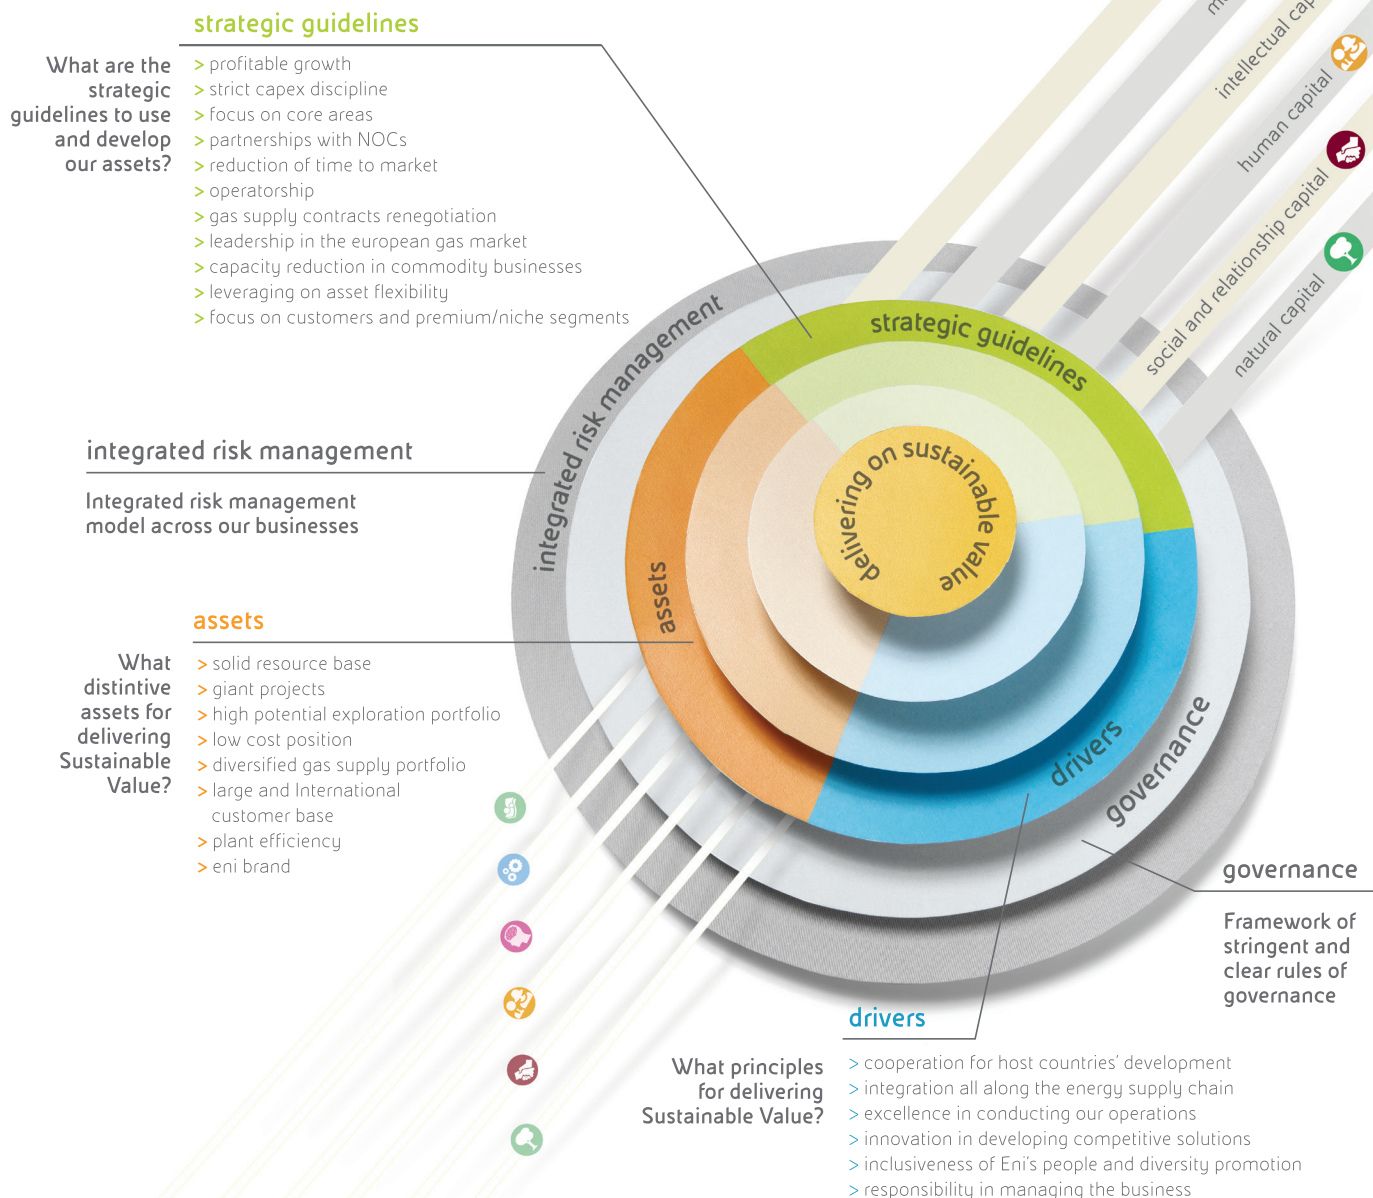 strategic guidelines
What are the
strategic
guidelines to use
and develop
our assets?
> profitable growth
> strict capex discipline
> focus on core areas
> partnerships with NOCs
> reduction of time to market
> operatorship
> gas supply contracts renegotiation
> leadership in the european gas market
> capacity reduction in commodity businesses
> leveraging on asset flexibility
> focus on customers and premium/niche segments
intellectual cap
human capital
social and relationship capital
natural capital
integrated risk management
strategic guidelines
delivering on sustainable value
assets
drivers
governance
integrated risk management
Integrated risk management
model across our businesses
assets
What
distintive
assets for
delivering
Sustainable
Value?
> solid resource base
> giant projects
> high potential exploration portfolio
> low cost position
> diversified gas supply portfolio
> large and International
customer base
> plant efficiency
> eni brand
governance
Framework of
stringent and
clear rules of
governance
drivers
What principles
for delivering
Sustainable Value?
> cooperation for host countries' development
> integration all along the energy supply chain
> excellence in conducting our operations
> innovation in developing competitive solutions
> inclusiveness of Eni's people and diversity promotion
> responsibility in managing the business